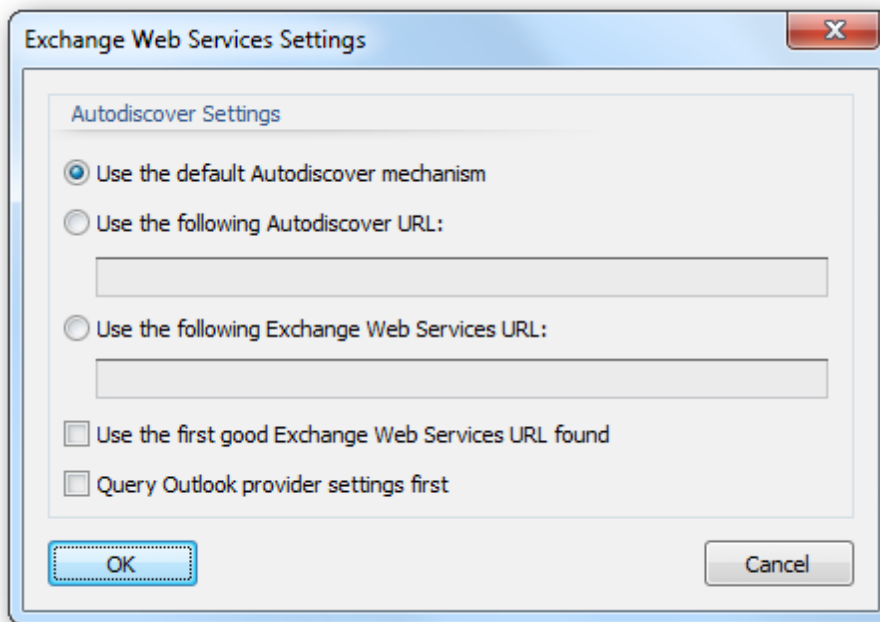 Exchange Web Services Settings
Autodiscover Settings
Use the default Autodiscover mechanism
Use the following Autodiscover URL:
Use the following Exchange Web Services URL:
Use the first good Exchange Web Services URL found
Query Outlook provider settings first
OK
Cancel